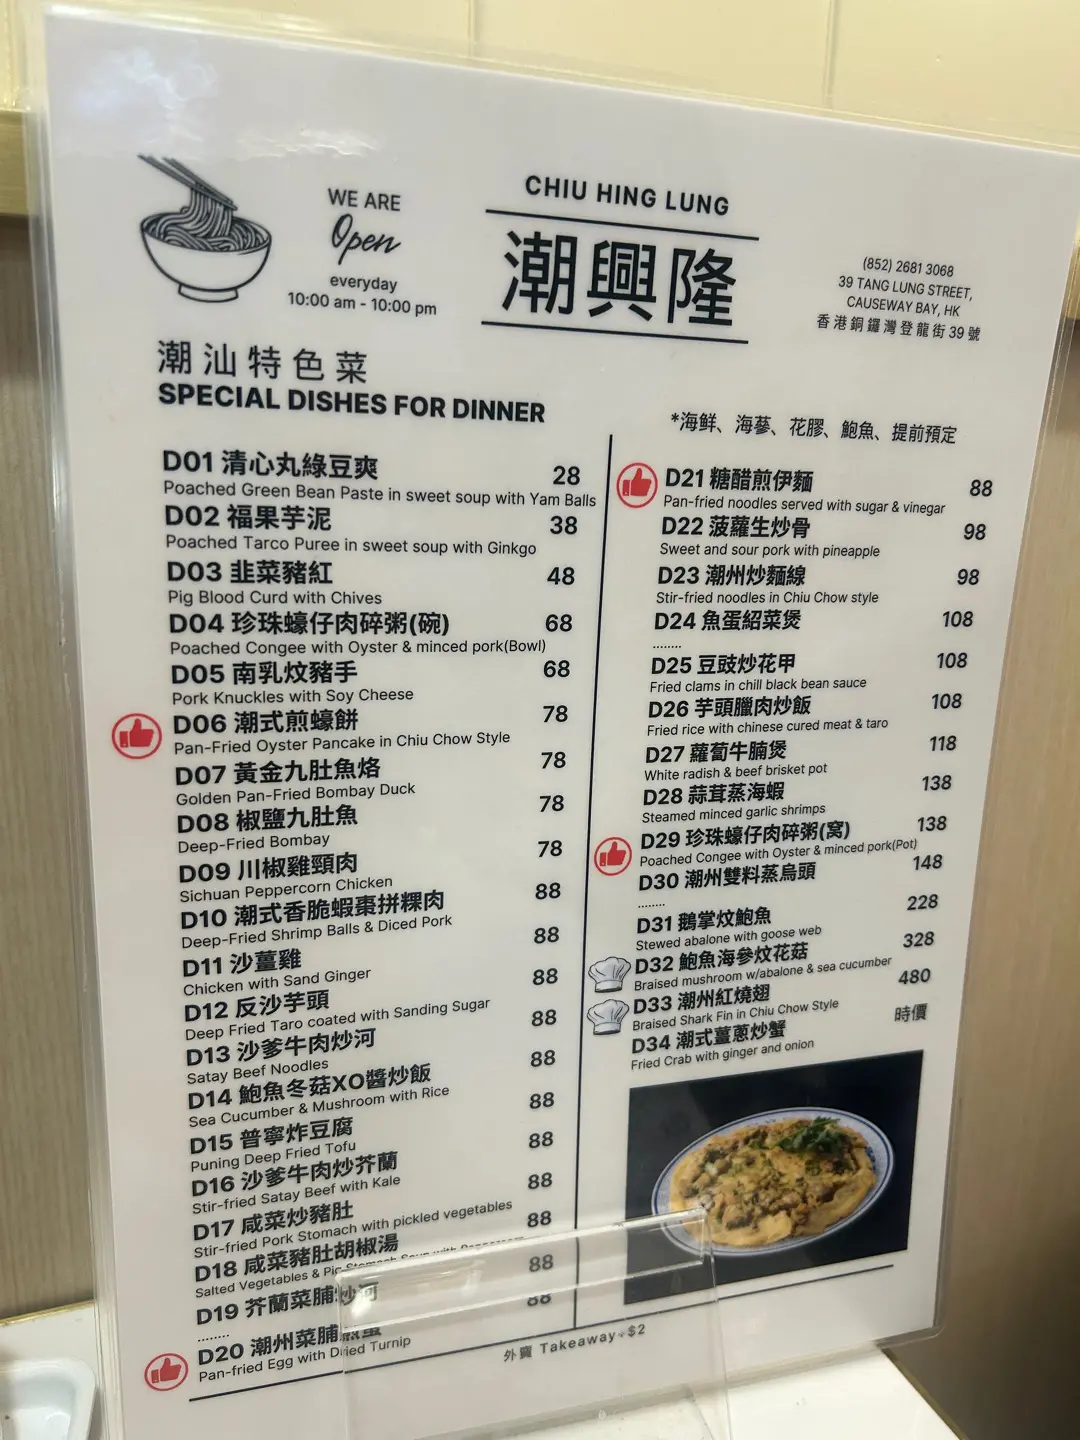 WE ARE
Open
everyday
10:00 am - 10:00 pm
CHIU HING LUNG
潮興隆
(852) 2681 3068
39 TANG LUNG STREET,
CAUSEWAY BAY, HK
香港銅鑼灣登龍街39號
潮汕特色菜
SPECIAL DISHES FOR DINNER
*海鮮、海蔘、花膠、鮑魚、提前預定
D01 清心丸綠豆爽 28
Poached Green Bean Paste in sweet soup with Yam Balls
D02 福果芋泥 38
Poached Tarco Puree in sweet soup with Ginkgo
D03 韭菜豬紅 48
Pig Blood Curd with Chives
D04 珍珠蠔仔肉碎粥(碗) 68
Poached Congee with Oyster & minced pork(Bowl)
D05 南乳炆豬手 68
Pork Knuckles with Soy Cheese
D06 潮式煎蠔餅 78
Pan-Fried Oyster Pancake in Chiu Chow Style
D07 黃金九肚魚烙 78
Golden Pan-Fried Bombay Duck
D08 椒鹽九肚魚 78
Deep-Fried Bombay
D09 川椒雞頸肉 78
Sichuan Peppercorn Chicken
D10 潮式香脆蝦棗拼粿肉 88
Deep-Fried Shrimp Balls & Diced Pork
D11 沙薑雞 88
Chicken with Sand Ginger
D12 反沙芋頭 88
Deep Fried Taro coated with Sanding Sugar
D13 沙爹牛肉炒河 88
Satay Beef Noodles
D14 鮑魚冬菇XO醬炒飯 88
Sea Cucumber & Mushroom with Rice
D15 普寧炸豆腐 88
Puning Deep Fried Tofu
D16 沙爹牛肉炒芥蘭 88
Stir-fried Satay Beef with Kale
D17 咸菜炒豬肚 88
Stir-fried Pork Stomach with pickled vegetables
D18 咸菜豬肚胡椒湯 88
Salted Vegetables & Pig Stomach Soup with
D19 芥蘭菜脯炒河 88
........
D20 潮州菜脯煎蛋 88
Pan-fried Egg with Dried Turnip
D21 糖醋煎伊麵 88
Pan-fried noodles served with sugar & vinegar
D22 菠蘿生炒骨 98
Sweet and sour pork with pineapple
D23 潮州炒麵線 98
Stir-fried noodles in Chiu Chow style
D24 魚蛋紹菜煲 108
........
D25 豆豉炒花甲 108
Fried clams in chill black bean sauce
D26 芋頭臘肉炒飯 108
Fried rice with chinese cured meat & taro
D27 蘿蔔牛腩煲 118
White radish & beef brisket pot
D28 蒜茸蒸海蝦 138
Steamed minced garlic shrimps
D29 珍珠蠔仔肉碎粥(窝) 138
Poached Congee with Oyster & minced pork(Pot)
D30 潮州雙料蒸烏頭 148
........
D31 鵝掌炆鮑魚 228
Stewed abalone with goose web
D32 鮑魚海參炆花菇 328
Braised mushroom w/abalone & sea cucumber
D33 潮州紅燒翅 480
Braised Shark Fin in Chiu Chow Style
D34 潮式薑蔥炒蟹 時價
Fried Crab with ginger and onion
外賣 Takeaway+$2